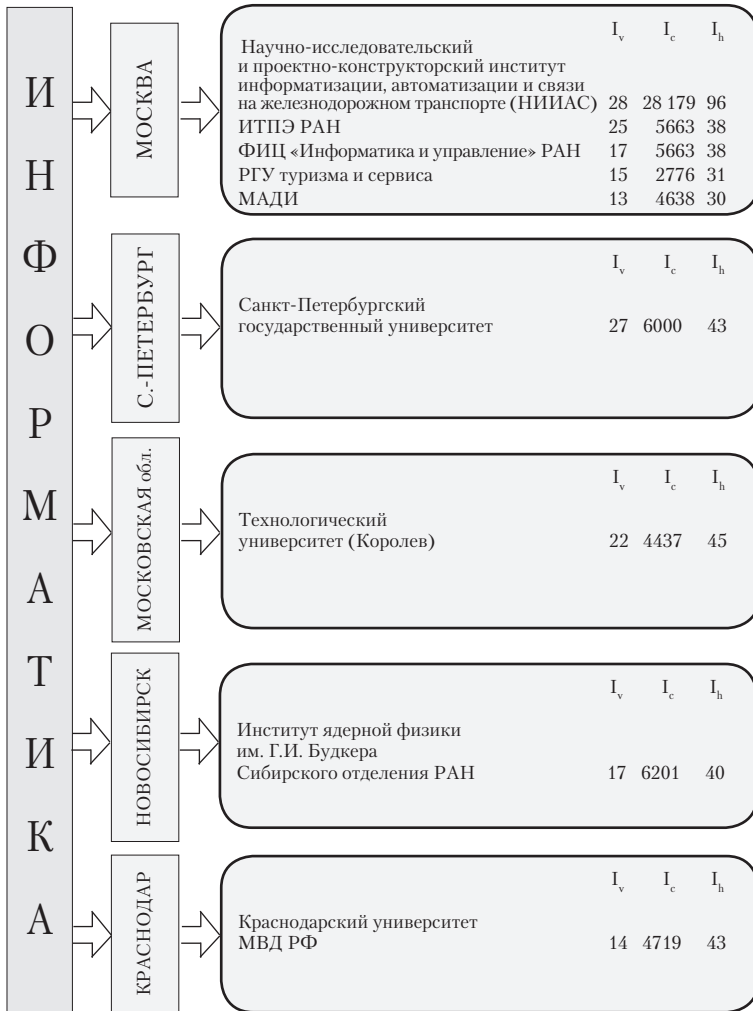 ИНФОРМАТИКА
МОСКВА
I_v I_c I_h
Научно-исследовательский
и проектно-конструкторский институт
информатизации, автоматизации и связи
на железнодорожном транспорте (НИИАС) 28 28 179 96
ИТПЭ РАН 25 5663 38
ФИЦ «Информатика и управление» РАН 17 5663 38
РГУ туризма и сервиса 15 2776 31
МАДИ 13 4638 30
С.-ПЕТЕРБУРГ
I_v I_c I_h
Санкт-Петербургский
государственный университет 27 6000 43
МОСКОВСКАЯ обл.
I_v I_c I_h
Технологический
университет (Королев) 22 4437 45
НОВОСИБИРСК
I_v I_c I_h
Институт ядерной физики
им. Г.И. Будкера
Сибирского отделения РАН 17 6201 40
КРАСНОДАР
I_v I_c I_h
Краснодарский университет
МВД РФ 14 4719 43